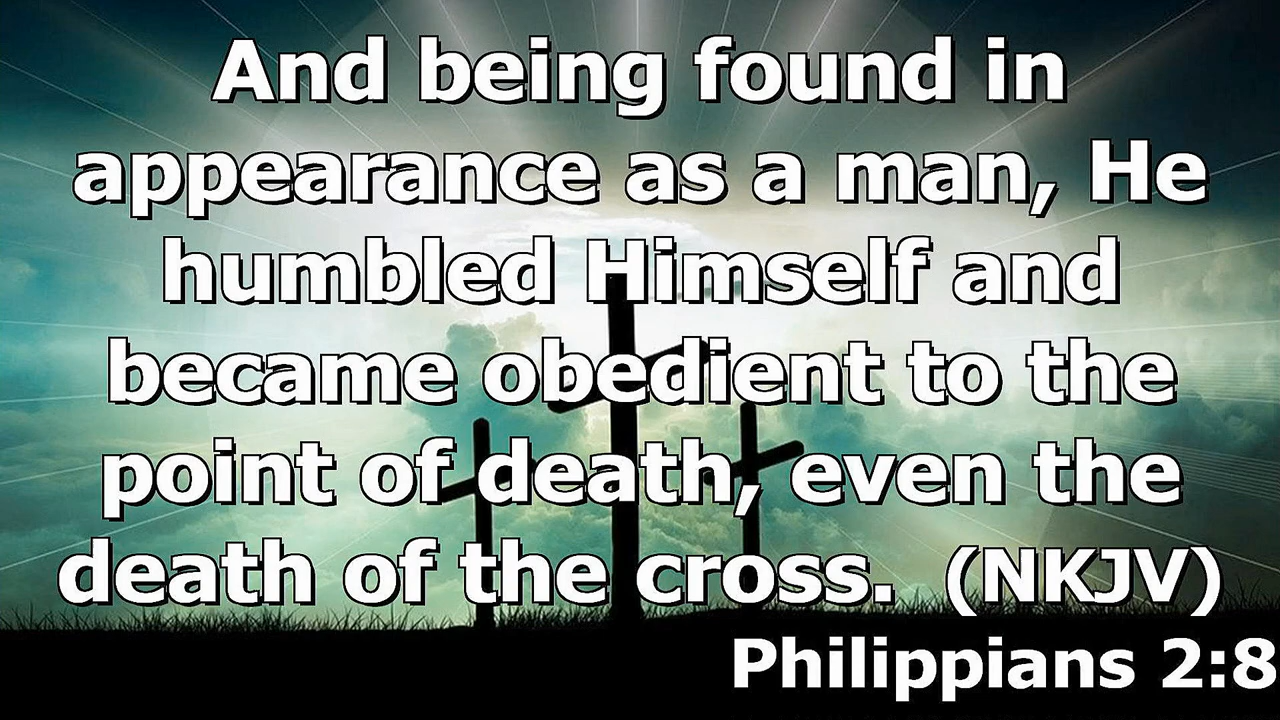 And being found in
appearance as a man, He
humbled Himself and
became obedient to the
point of death, even the
death of the cross.  (NKJV)
Philippians 2:8